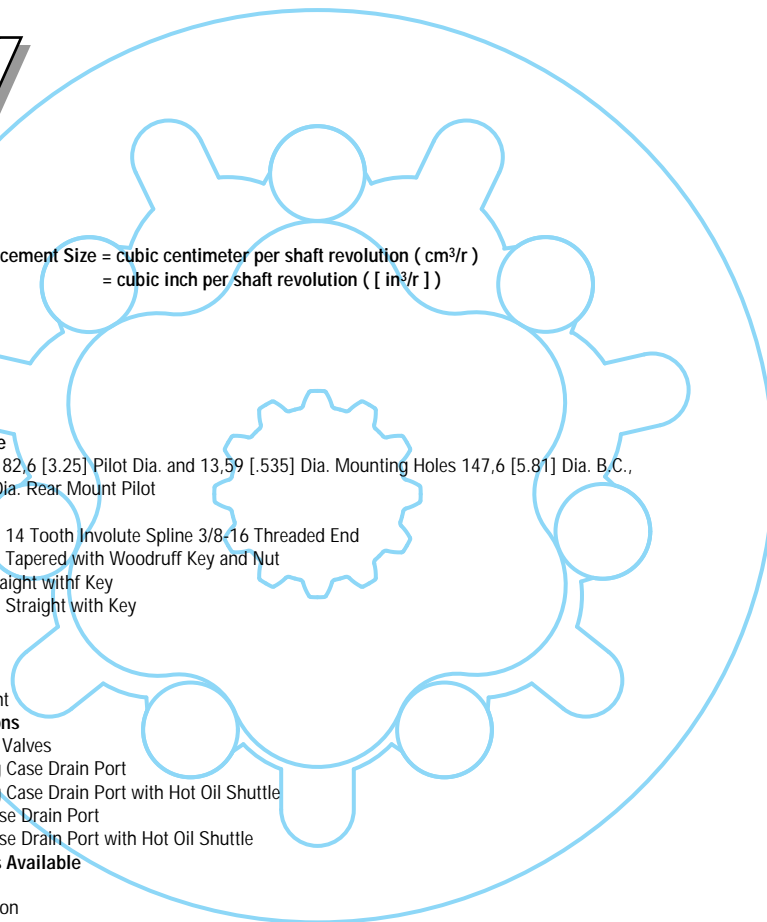 cement Size = cubic centimeter per shaft revolution ( cm³/r )
= cubic inch per shaft revolution ( [ in³/r ] )
e
82,6 [3.25] Pilot Dia. and 13,59 [.535] Dia. Mounting Holes 147,6 [5.81] Dia. B.C.,
Dia. Rear Mount Pilot
14 Tooth Involute Spline 3/8-16 Threaded End
Tapered with Woodruff Key and Nut
aight withf Key
Straight with Key
nt
ons
Valves
g Case Drain Port
g Case Drain Port with Hot Oil Shuttle
se Drain Port
se Drain Port with Hot Oil Shuttle
s Available
on